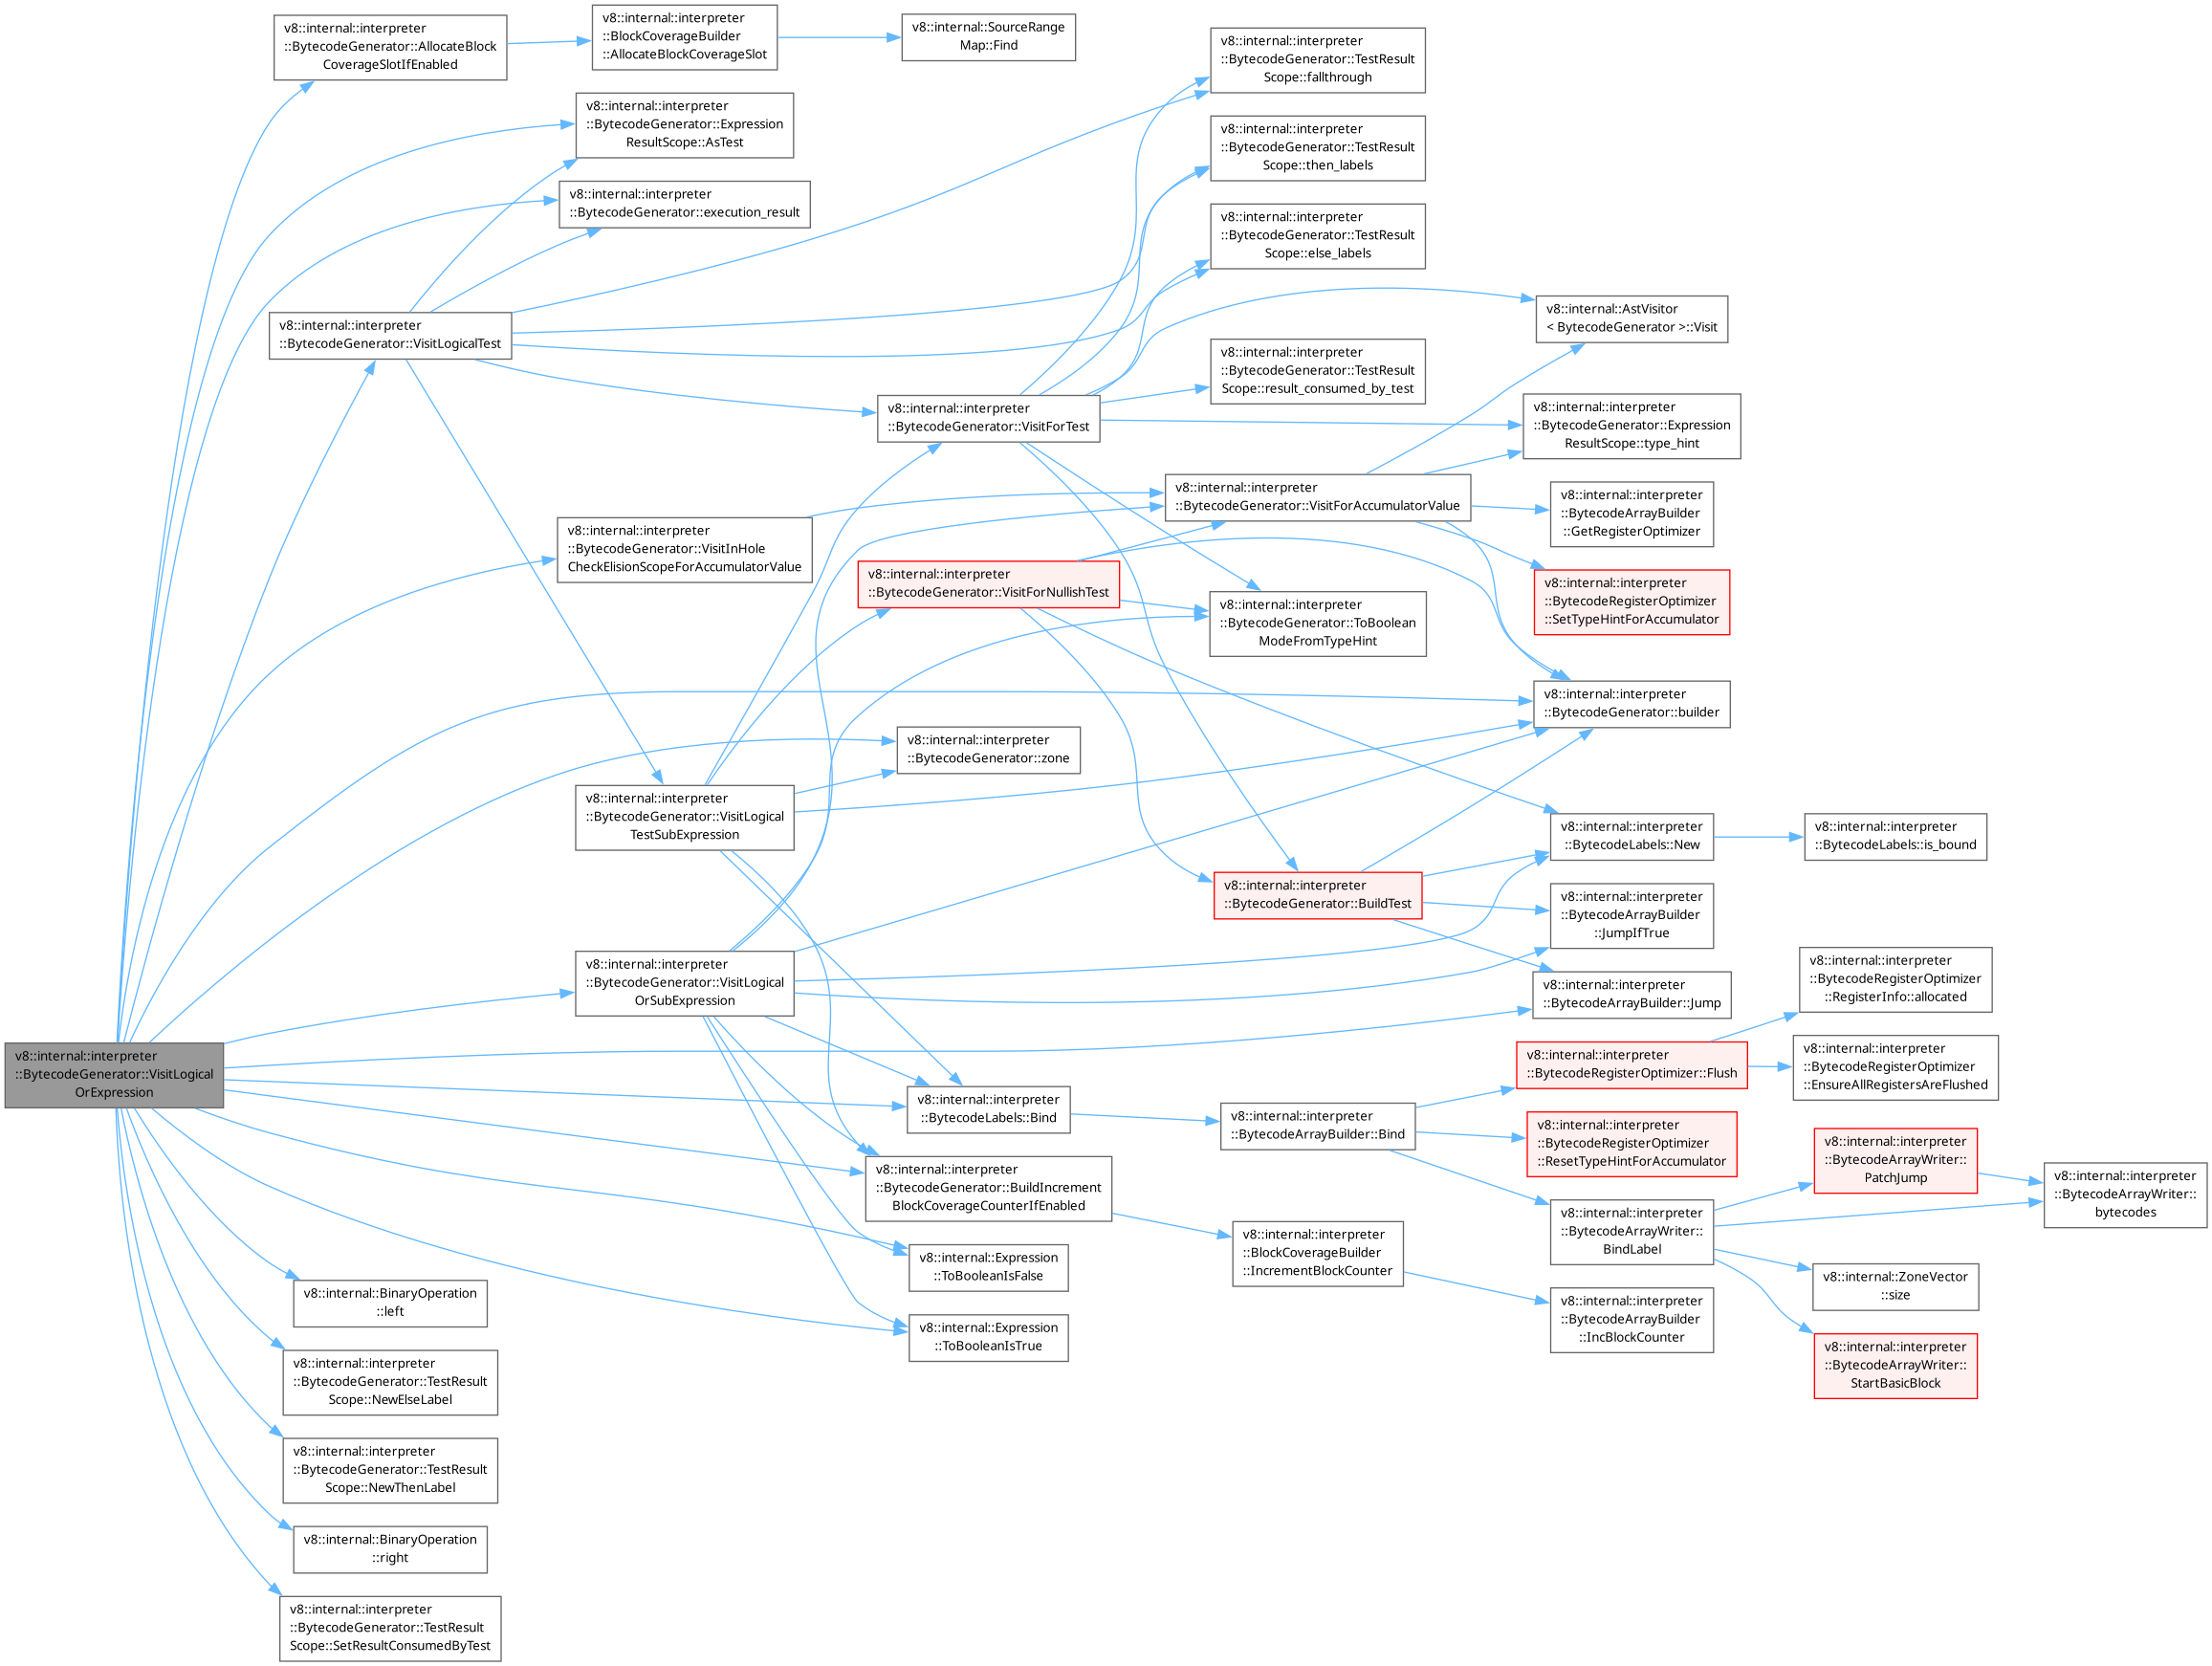 v8::internal::interpreter
::BytecodeGenerator::VisitLogical
OrExpression
v8::internal::interpreter
::BytecodeGenerator::AllocateBlock
CoverageSlotIfEnabled
v8::internal::interpreter
::BlockCoverageBuilder
::AllocateBlockCoverageSlot
v8::internal::SourceRange
Map::Find
v8::internal::interpreter
::BytecodeGenerator::Expression
ResultScope::AsTest
v8::internal::interpreter
::BytecodeGenerator::execution_result
v8::internal::interpreter
::BytecodeGenerator::VisitLogicalTest
v8::internal::interpreter
::BytecodeGenerator::TestResult
Scope::fallthrough
v8::internal::interpreter
::BytecodeGenerator::TestResult
Scope::then_labels
v8::internal::interpreter
::BytecodeGenerator::TestResult
Scope::else_labels
v8::internal::AstVisitor
< BytecodeGenerator >::Visit
v8::internal::interpreter
::BytecodeGenerator::TestResult
Scope::result_consumed_by_test
v8::internal::interpreter
::BytecodeGenerator::VisitForTest
v8::internal::interpreter
::BytecodeGenerator::Expression
ResultScope::type_hint
v8::internal::interpreter
::BytecodeGenerator::VisitForAccumulatorValue
v8::internal::interpreter
::BytecodeArrayBuilder
::GetRegisterOptimizer
v8::internal::interpreter
::BytecodeGenerator::VisitInHole
CheckElisionScopeForAccumulatorValue
v8::internal::interpreter
::BytecodeGenerator::VisitForNullishTest
v8::internal::interpreter
::BytecodeRegisterOptimizer
::SetTypeHintForAccumulator
v8::internal::interpreter
::BytecodeGenerator::ToBoolean
ModeFromTypeHint
v8::internal::interpreter
::BytecodeGenerator::builder
v8::internal::interpreter
::BytecodeGenerator::zone
v8::internal::interpreter
::BytecodeGenerator::VisitLogical
TestSubExpression
v8::internal::interpreter
::BytecodeLabels::New
v8::internal::interpreter
::BytecodeLabels::is_bound
v8::internal::interpreter
::BytecodeGenerator::BuildTest
v8::internal::interpreter
::BytecodeArrayBuilder
::JumpIfTrue
v8::internal::interpreter
::BytecodeGenerator::VisitLogical
OrSubExpression
v8::internal::interpreter
::BytecodeArrayBuilder::Jump
v8::internal::interpreter
::BytecodeRegisterOptimizer
::RegisterInfo::allocated
v8::internal::interpreter
::BytecodeRegisterOptimizer::Flush
v8::internal::interpreter
::BytecodeRegisterOptimizer
::EnsureAllRegistersAreFlushed
v8::internal::interpreter
::BytecodeLabels::Bind
v8::internal::interpreter
::BytecodeArrayBuilder::Bind
v8::internal::interpreter
::BytecodeRegisterOptimizer
::ResetTypeHintForAccumulator
v8::internal::interpreter
::BytecodeArrayWriter::
PatchJump
v8::internal::interpreter
::BytecodeArrayWriter::
bytecodes
v8::internal::interpreter
::BytecodeGenerator::BuildIncrement
BlockCoverageCounterIfEnabled
v8::internal::interpreter
::BytecodeArrayWriter::
BindLabel
v8::internal::interpreter
::BlockCoverageBuilder
::IncrementBlockCounter
v8::internal::Expression
::ToBooleanIsFalse
v8::internal::ZoneVector
::size
v8::internal::BinaryOperation
::left
v8::internal::interpreter
::BytecodeArrayBuilder
::IncBlockCounter
v8::internal::Expression
::ToBooleanIsTrue
v8::internal::interpreter
::BytecodeArrayWriter::
StartBasicBlock
v8::internal::interpreter
::BytecodeGenerator::TestResult
Scope::NewElseLabel
v8::internal::interpreter
::BytecodeGenerator::TestResult
Scope::NewThenLabel
v8::internal::BinaryOperation
::right
v8::internal::interpreter
::BytecodeGenerator::TestResult
Scope::SetResultConsumedByTest